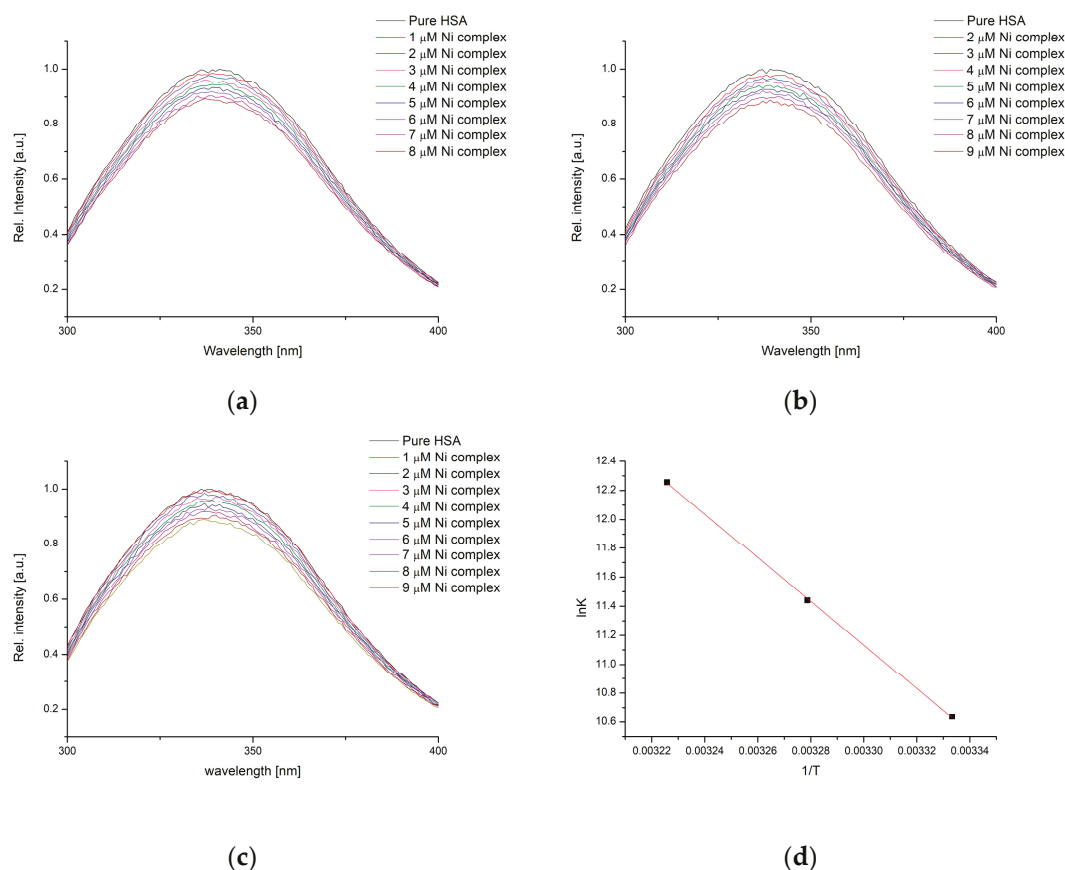 Pure HSA
1 μM Ni complex
2 μM Ni complex
3 μM Ni complex
4 μM Ni complex
5 μM Ni complex
6 μM Ni complex
7 μM Ni complex
8 μM Ni complex
1.0
0.8
0.6
0.4
0.2
Rel. Intensity [a.u.]
300
350
400
Wavelength [nm]
(a)
Pure HSA
2 μM Ni complex
3 μM Ni complex
4 μM Ni complex
5 μM Ni complex
6 μM Ni complex
7 μM Ni complex
8 μM Ni complex
9 μM Ni complex
1.0
0.8
0.6
0.4
0.2
Rel. intensity [a.u.]
300
350
400
Wavelength [nm]
(b)
Pure HSA
1 μM Ni complex
2 μM Ni complex
3 μM Ni complex
4 μM Ni complex
5 μM Ni complex
6 μM Ni complex
7 μM Ni complex
8 μM Ni complex
9 μM Ni complex
1.0
0.8
0.6
0.4
0.2
Rel. intensity [a.u.]
300
350
400
wavelength [nm]
(c)
12.4
12.2
12.0
11.8
11.6
11.4
11.2
11.0
10.8
10.6
lnK
0.00322
0.00324
0.00326
0.00328
0.00330
0.00332
0.00334
1/T
(d)